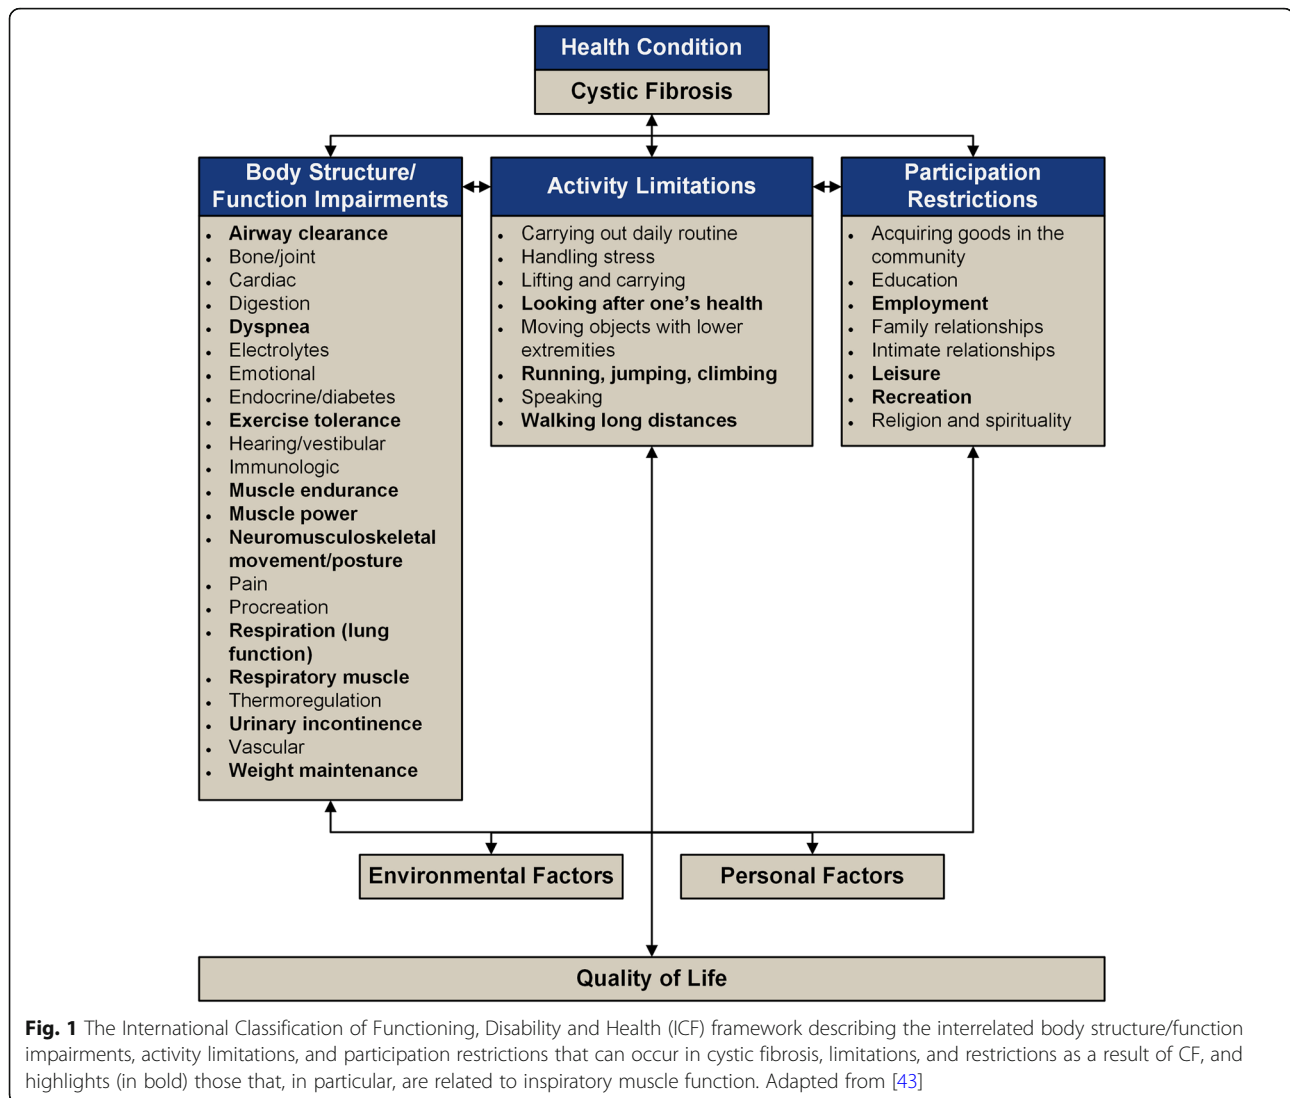 Health Condition
Cystic Fibrosis
Body Structure/
Function Impairments
• Airway clearance
• Bone/joint
• Cardiac
• Digestion
• Dyspnea
• Electrolytes
• Emotional
• Endocrine/diabetes
• Exercise tolerance
• Hearing/vestibular
• Immunologic
• Muscle endurance
• Muscle power
• Neuromusculoskeletal
movement/posture
• Pain
• Procreation
• Respiration (lung
function)
• Respiratory muscle
• Thermoregulation
• Urinary incontinence
• Vascular
• Weight maintenance
Activity Limitations
• Carrying out daily routine
• Handling stress
• Lifting and carrying
• Looking after one’s health
• Moving objects with lower
extremities
• Running, jumping, climbing
• Speaking
• Walking long distances
Participation
Restrictions
• Acquiring goods in the
community
• Education
• Employment
• Family relationships
• Intimate relationships
• Leisure
• Recreation
• Religion and spirituality
Environmental Factors
Personal Factors
Quality of Life
Fig. 1 The International Classification of Functioning, Disability and Health (ICF) framework describing the interrelated body structure/function
impairments, activity limitations, and participation restrictions that can occur in cystic fibrosis, limitations, and restrictions as a result of CF, and
highlights (in bold) those that, in particular, are related to inspiratory muscle function. Adapted from [43]